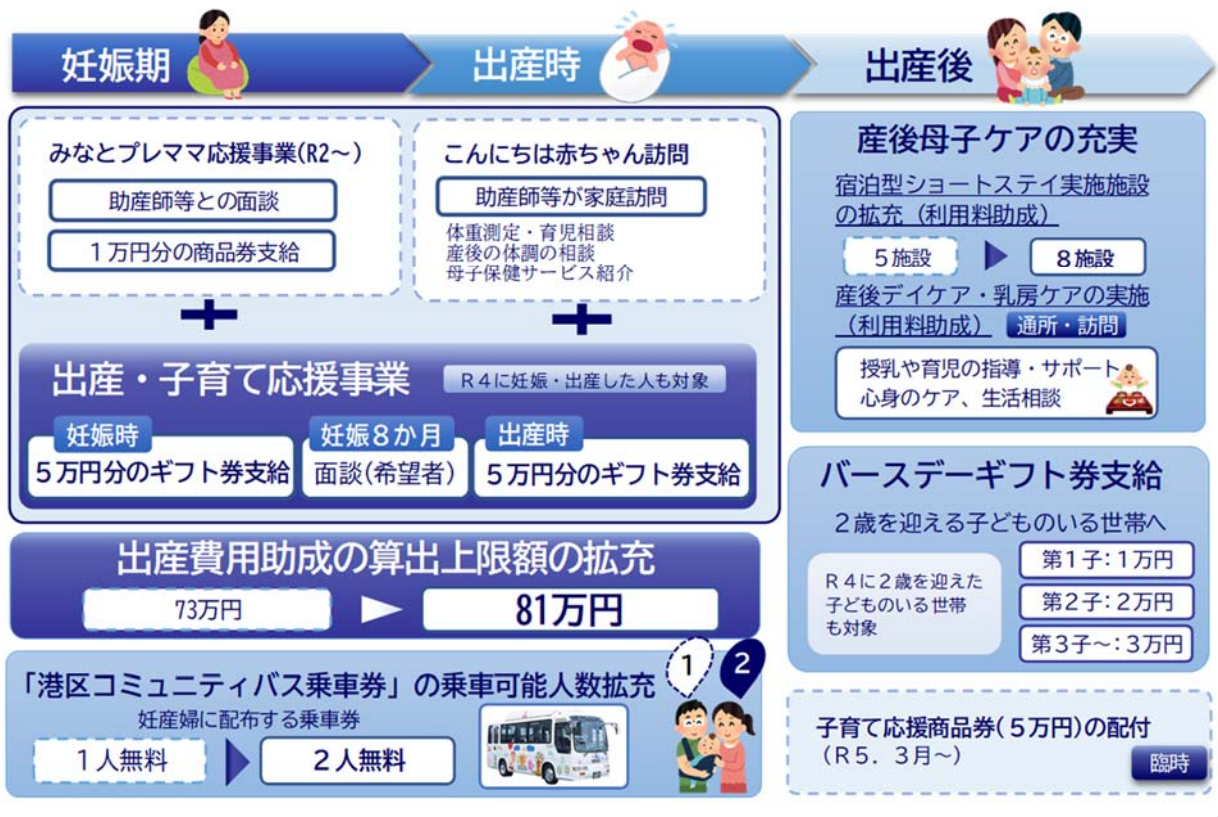 妊娠期
出産時
出産後
みなとプレママ応援事業(R2～)
助産師等との面談
１万円分の商品券支給
こんにちは赤ちゃん訪問
助産師等が家庭訪問
体重測定・育児相談
産後の体調の相談
母子保健サービス紹介
＋
＋
出産・子育て応援事業
Ｒ４に妊娠・出産した人も対象
妊娠時
５万円分のギフト券支給
妊娠８か月
面談(希望者)
出産時
５万円分のギフト券支給
出産費用助成の算出上限額の拡充
73万円
81万円
「港区コミュニティバス乗車券」の乗車可能人数拡充
妊産婦に配布する乗車券
１人無料
２人無料
1
2
産後母子ケアの充実
宿泊型ショートステイ実施施設
の拡充（利用料助成）
５施設
８施設
産後デイケア・乳房ケアの実施
（利用料助成）
通所・訪問
授乳や育児の指導・サポート
心身のケア、生活相談
バースデーギフト券支給
２歳を迎える子どものいる世帯へ
Ｒ４に２歳を迎えた
子どものいる世帯
も対象
第１子：１万円
第２子：２万円
第３子～：３万円
子育て応援商品券(５万円)の配付
（Ｒ５．３月～）
臨時